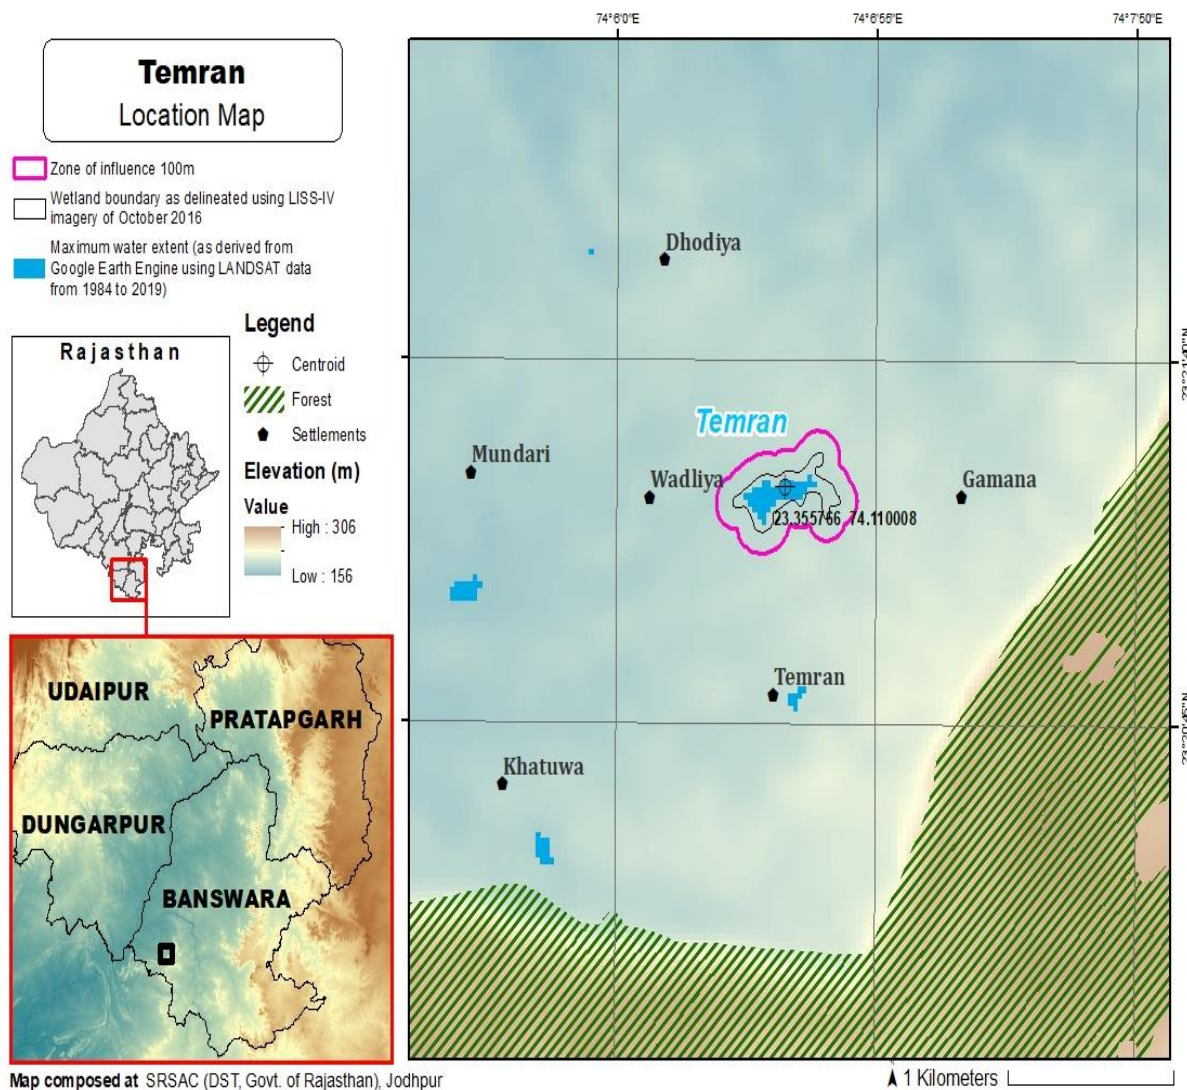 Temran
Location Map
Zone of influence 100m
Wetland boundary as delineated using LISS-IV
imagery of October 2016
Maximum water extent (as derived from
Google Earth Engine using LANDSAT data
from 1984 to 2019)
Legend
Centroid
Forest
Settlements
Elevation (m)
Value
High : 306
Low : 156
Rajasthan
UDAIPUR
PRATAPGARH
DUNGARPUR
BANSWARA
74°6'0"E
74°6'55"E
74°7'50"E
Dhodiya
Temran
Mundari
Wadliya
Gamana
23.355766 74.110008
Temran
Khatuwa
Map composed at SRSAC (DST, Govt. of Rajasthan), Jodhpur
1 Kilometers